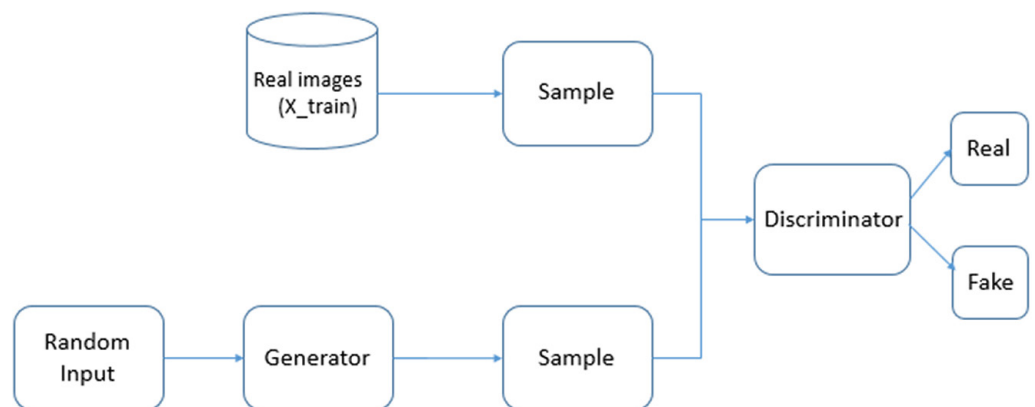 Real images
(X_train)
Sample
Real
Discriminator
Fake
Random
Input
Generator
Sample